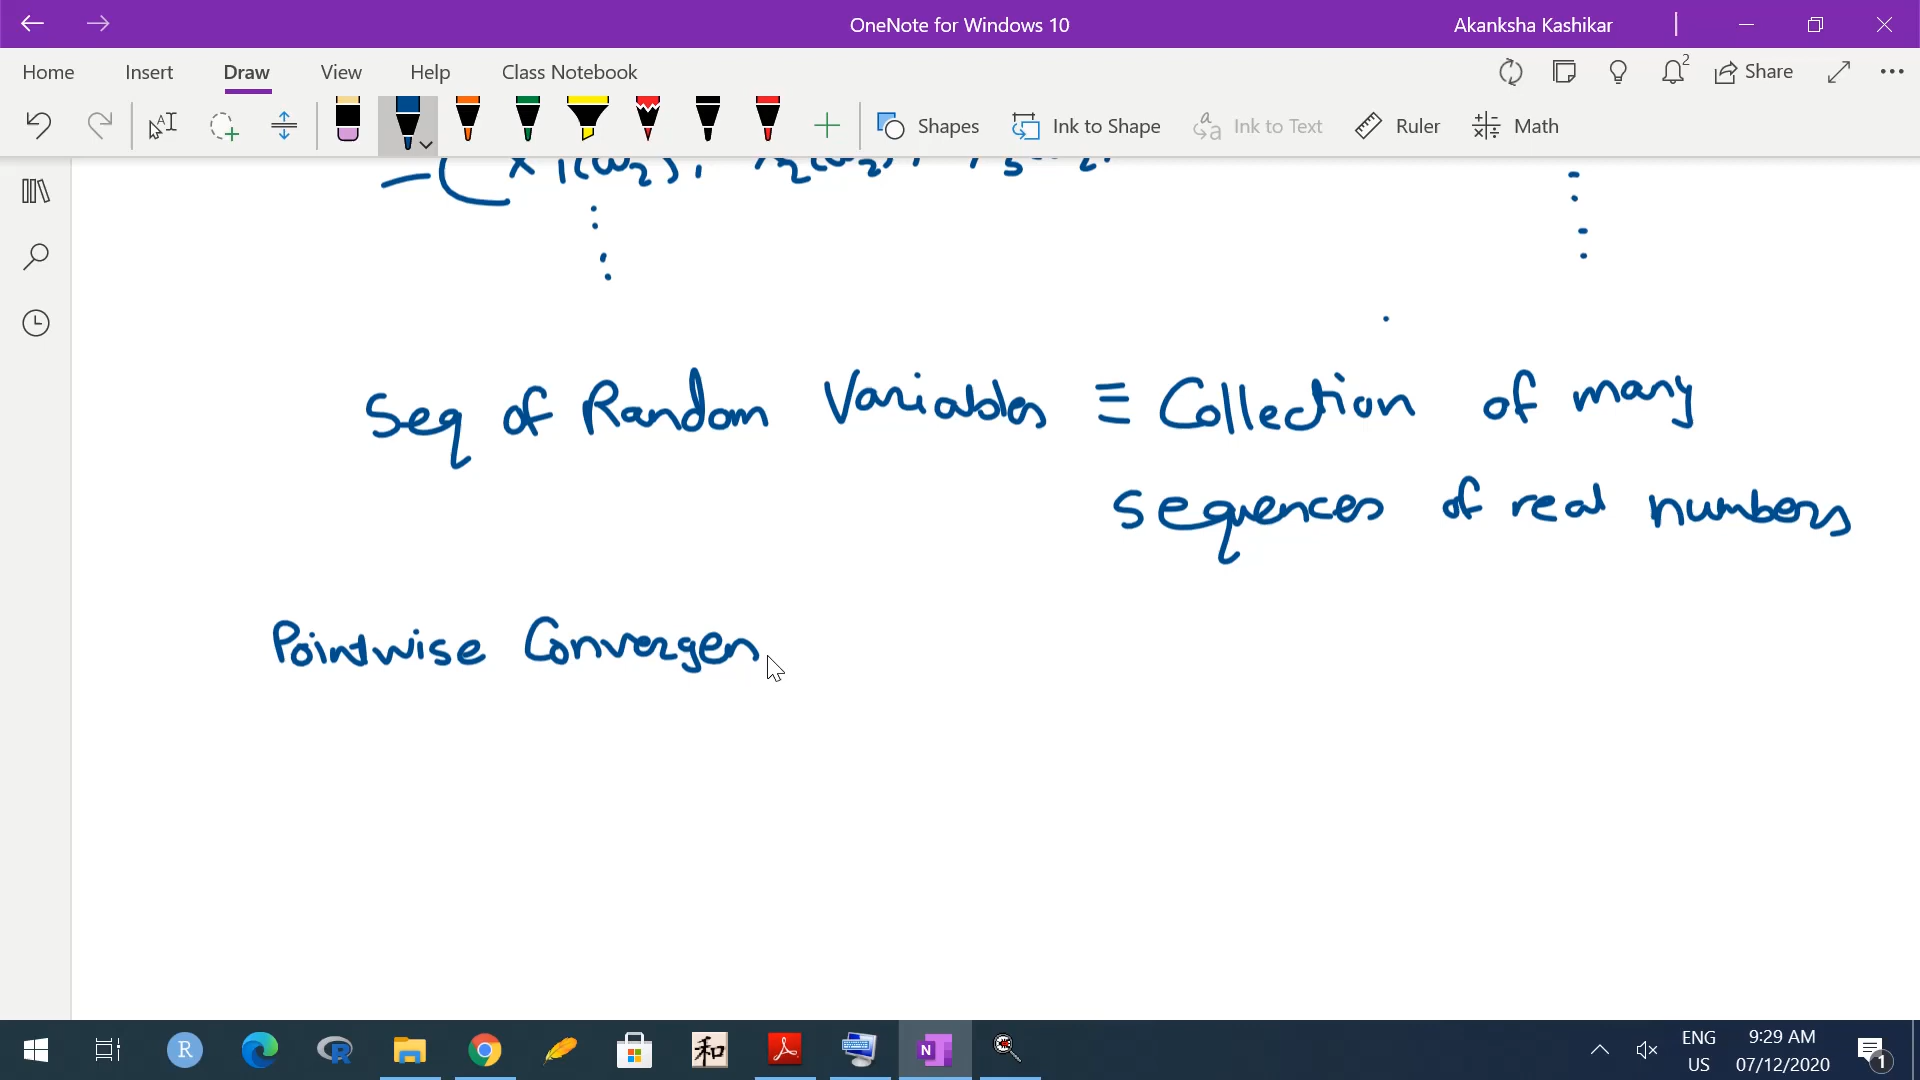 OneNote for Windows 10
Akanksha Kashikar
Home Insert Draw View Help Class Notebook
2
Share
Shapes Ink to Shape Ink to Text Ruler Math
Seq of Random Variables ≡ Collection of many
sequences of real numbers
Pointwise Convergen
ENG
US
9:29 AM
07/12/2020
1